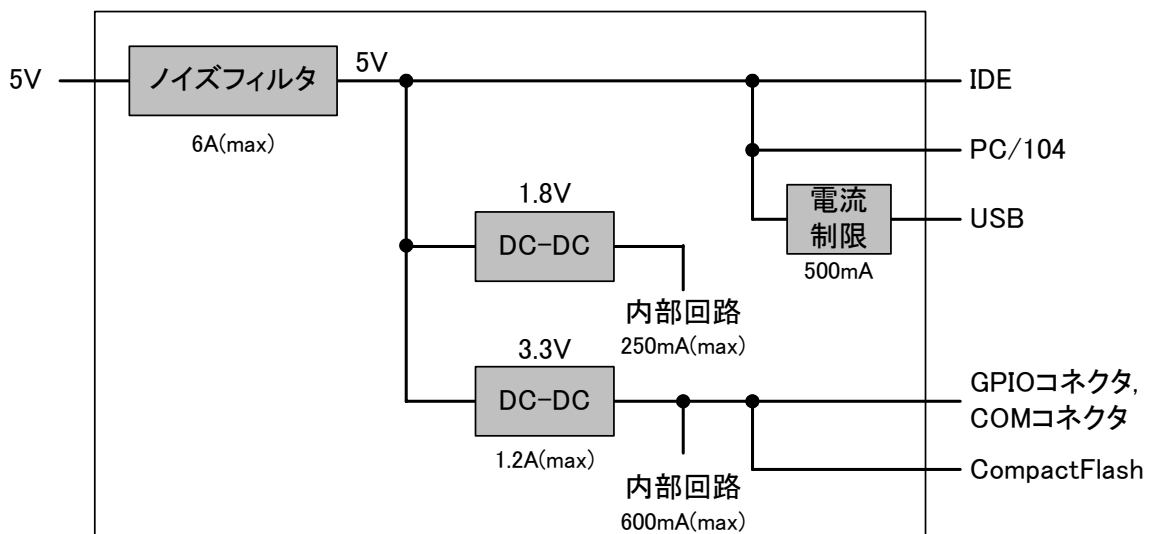 5V
ノイズフィルタ
6A(max)
5V
IDE
PC/104
電流
制限
500mA
USB
1.8V
DC-DC
内部回路
250mA(max)
3.3V
DC-DC
1.2A(max)
内部回路
600mA(max)
GPIOコネクタ,
COMコネクタ
CompactFlash